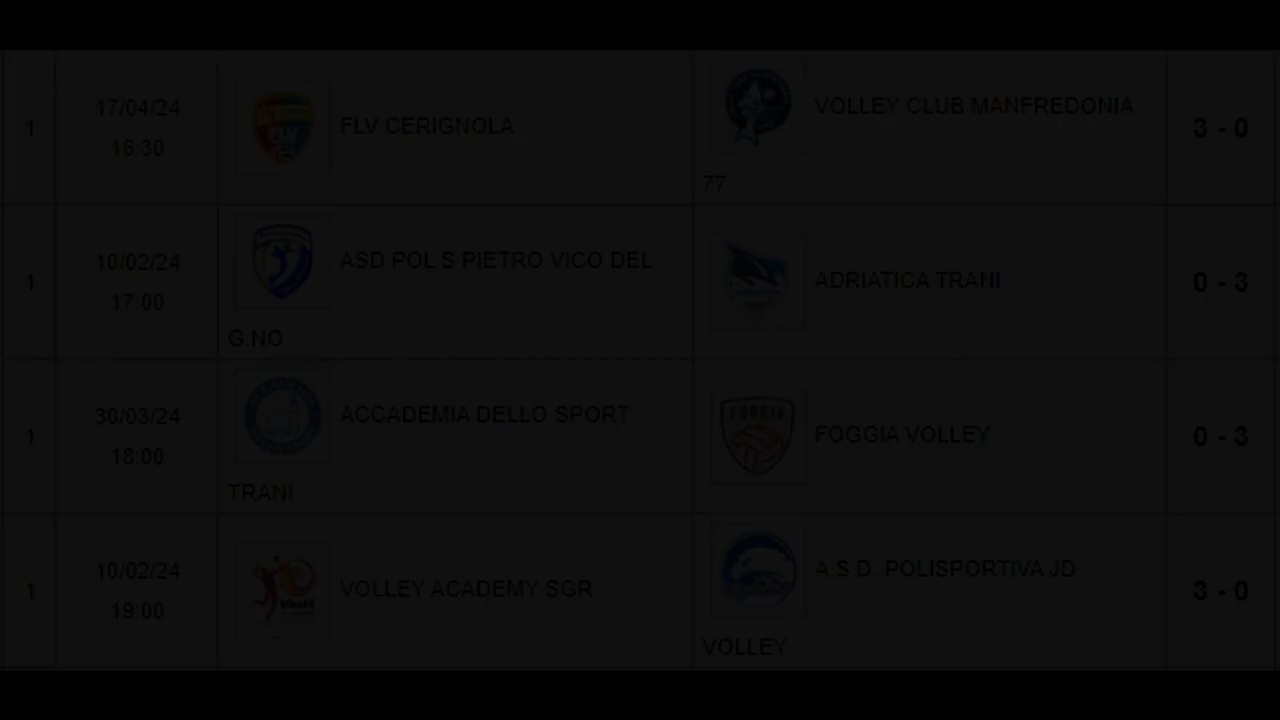 1
17/04/24
16:30
FLV CERIGNOLA
VOLLEY CLUB MANFREDONIA
77
3 - 0
1
10/02/24
17:00
ASD POL S PIETRO VICO DEL
G.NO
ADRIATICA TRANI
0 - 3
1
30/03/24
18:00
ACCADEMIA DELLO SPORT
TRANI
FOGGIA
FOGGIA VOLLEY
0 - 3
1
10/02/24
19:00
VOLLEY
VOLLEY ACADEMY SGR
A.S.D. POLISPORTIVA JD
VOLLEY
3 - 0